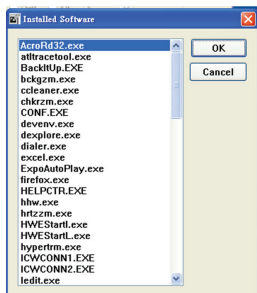 Installed Software
AcroRd32.exe
atltracetool.exe
BackItUp.EXE
bckgzm.exe
ccleaner.exe
chkrzm.exe
CONF.EXE
devenv.exe
dexplore.exe
dialer.exe
excel.exe
ExpoAutoPlay.exe
firefox.exe
HELPCTR.EXE
hhw.exe
hrtzzm.exe
HWEStartI.exe
HWEStartL.exe
hypertrm.exe
ICWCONN1.EXE
ICWCONN2.EXE
ledit.exe
OK
Cancel